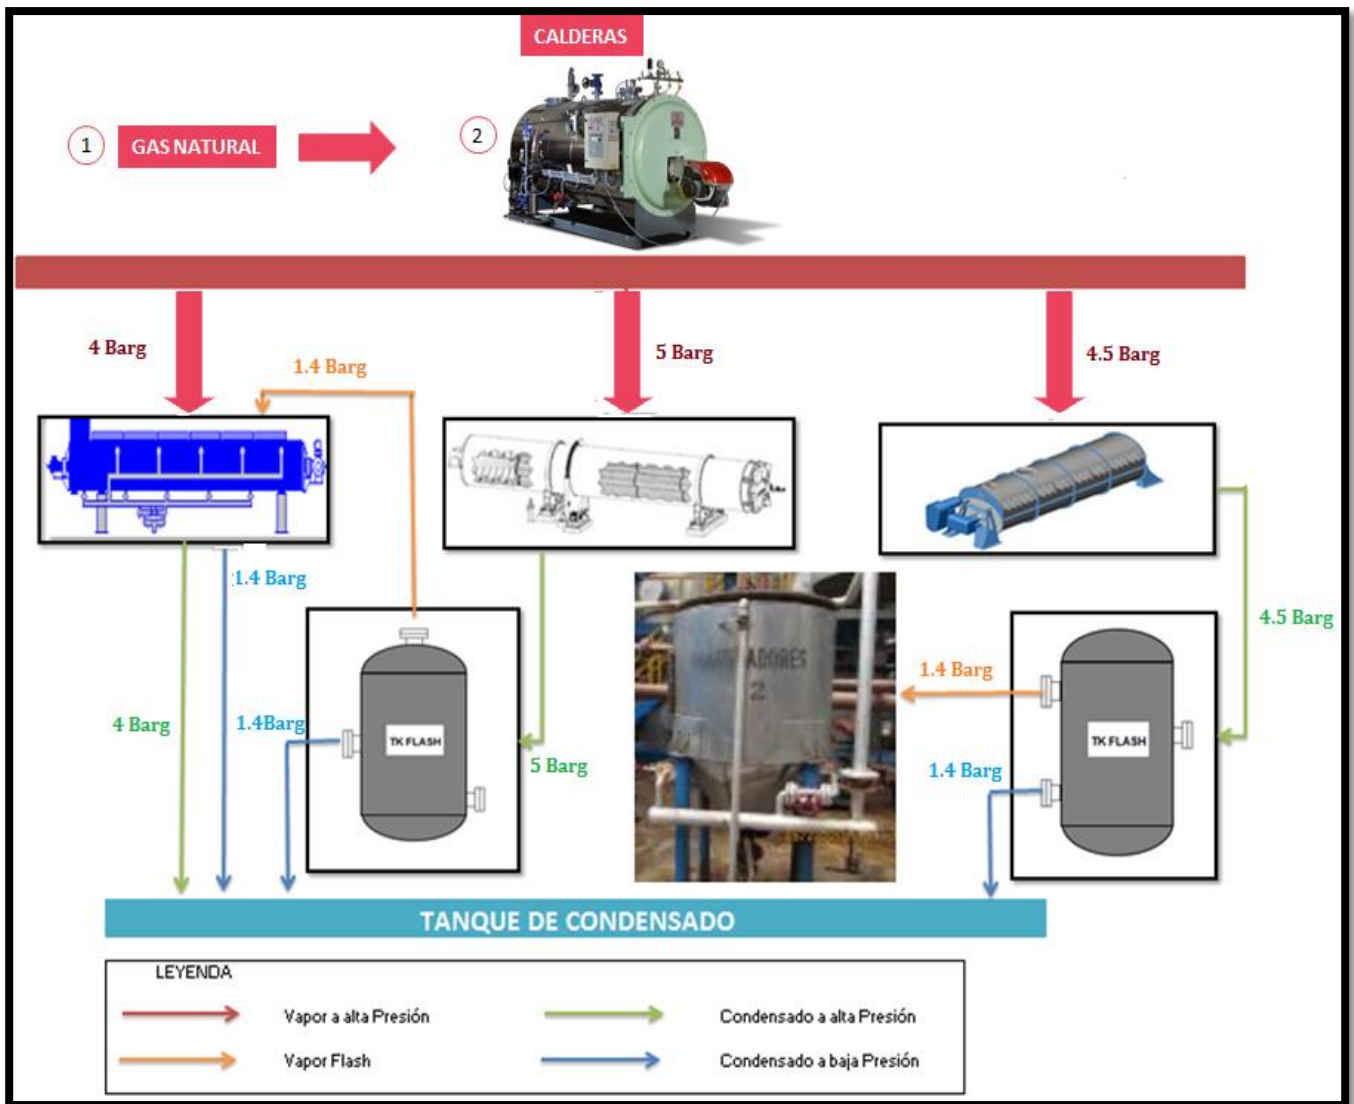 CALDERAS
1
GAS NATURAL
2
4 Barg
1.4 Barg
5 Barg
4.5 Barg
1.4 Barg
4 Barg
1.4Barg
TK FLASH
5 Barg
2
1.4 Barg
1.4 Barg
TK FLASH
4.5 Barg
TANQUE DE CONDENSADO
LEYENDA
Vapor a alta Presión
Condensado a alta Presión
Vapor Flash
Condensado a baja Presión